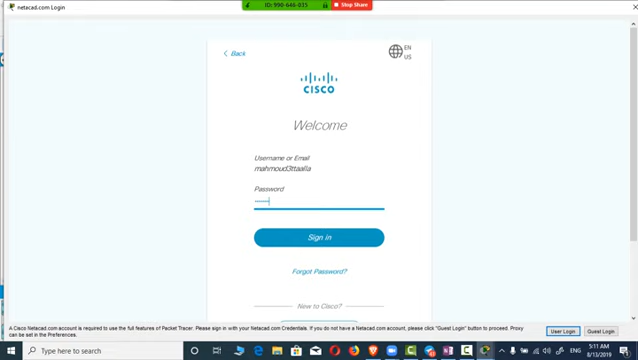 netacad.com Login
ID: 990-646-015
Stop Share
Back
EN
US
CISCO
Welcome
Username or Email
mahmoud3rtaalla
Password
Sign in
Forgot Password?
New to Cisco?
A Cisco Netacad.com account is required to use the full features of Packet Tracer. Please sign in with your Netacad.com Credentials. If you do not have a Netacad.com account, please click "Guest Login" button to proceed. Proxy
can be set in the Preferences.
User Login
Guest Login
Type here to search
ENG
5:11 AM
8/13/2019